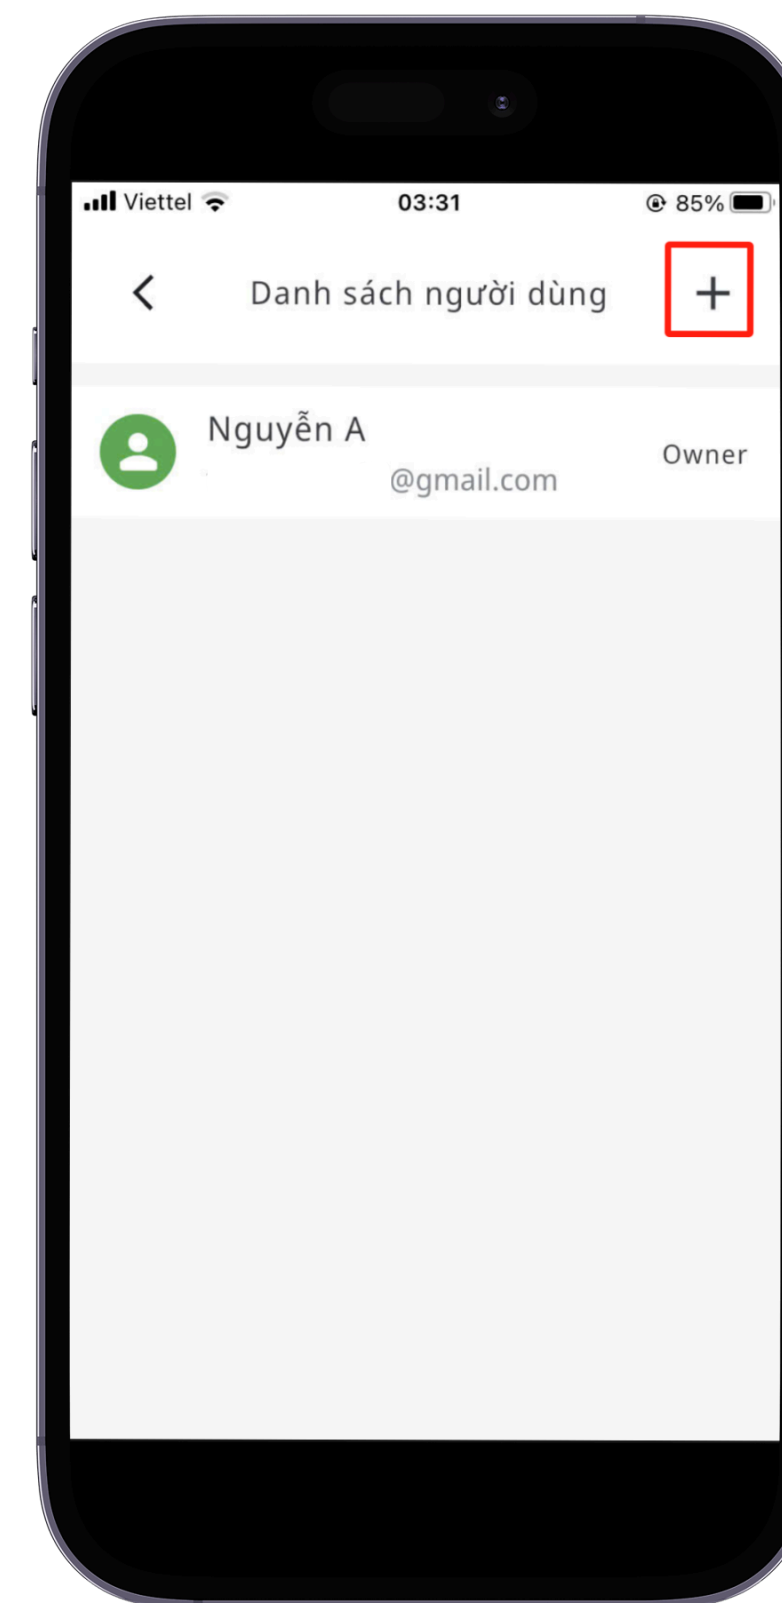 Viettel 03:31 85%
Danh sách người dùng
Nguyễn A
@gmail.com
Owner